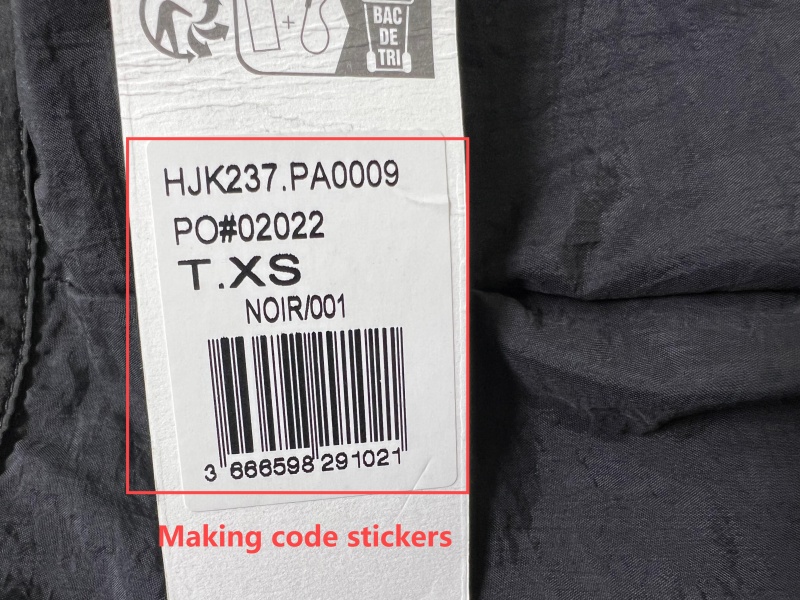 BAC
DE
TRI
HJK237.PA0009
PO#02022
T.XS
NOIR/001
3 666598 291021
Making code stickers